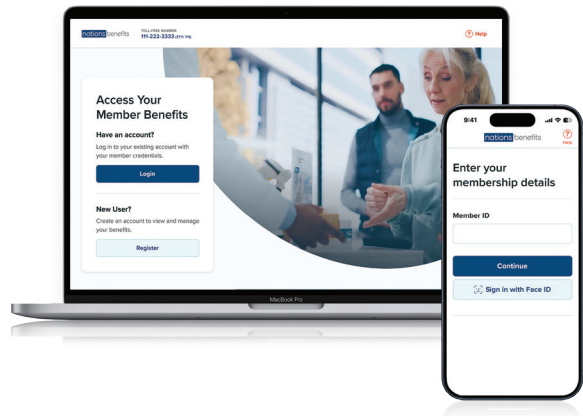 nations benefits
TOLL-FREE NUMBER
111-222-3333 (TTY: 711)
Help
Access Your
Member Benefits
Have an account?
Log in to your existing account with
your member credentials.
Login
New User?
Create an account to view and manage
your benefits.
Register
MacBook Pro
9:41
nations benefits
Help
Enter your
membership details
Member ID
Continue
Sign in with Face ID